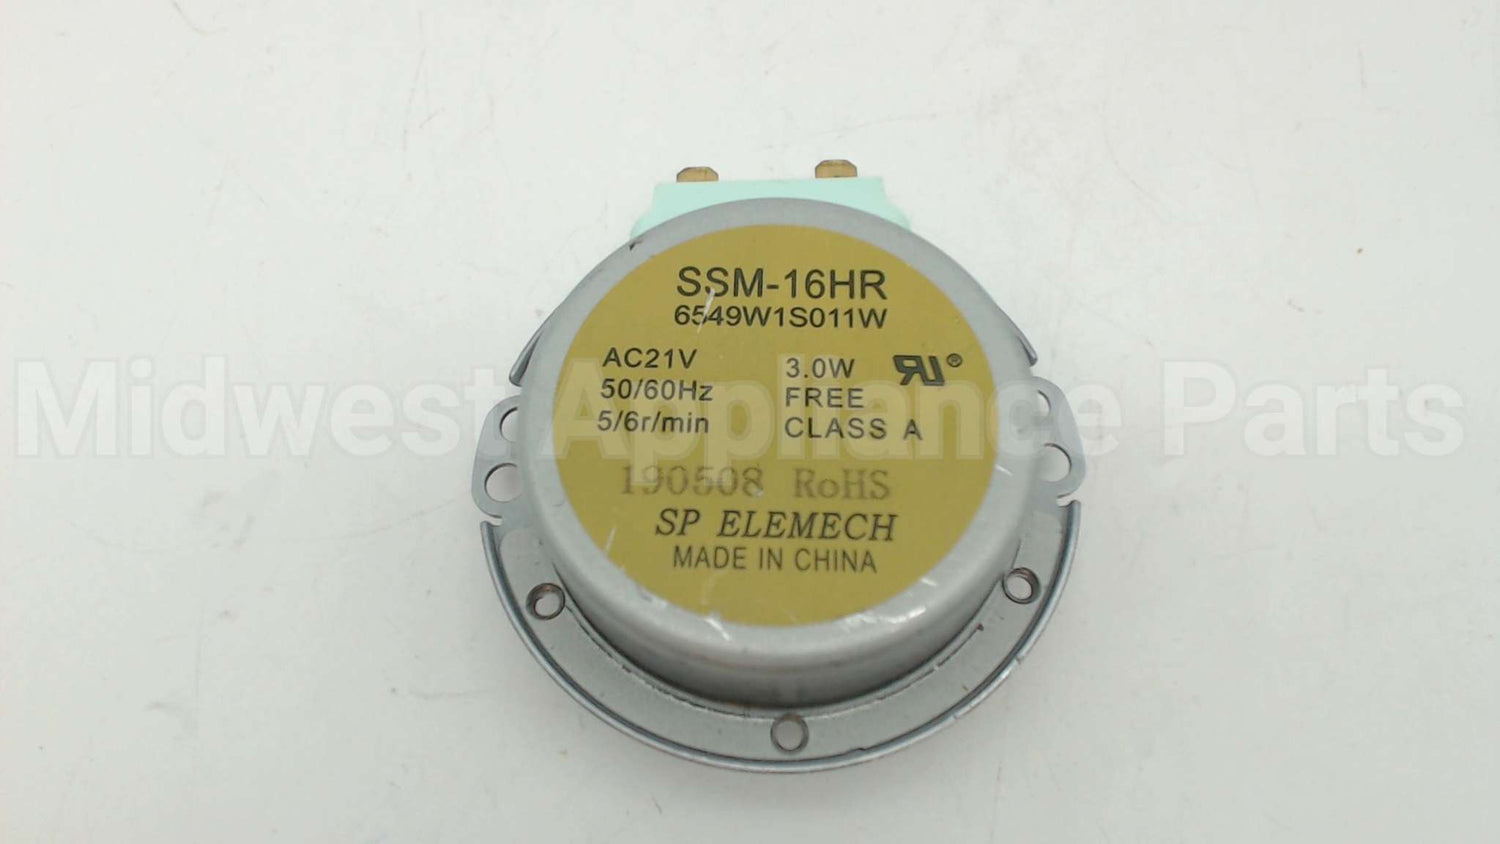 SSM-16HR
6549W1S011W
AC21V 3.0W
50/60Hz FREE
5/6r/min CLASS A
190508 RoHS
SP ELEMECH
MADE IN CHINA
Midwest Appliance Parts